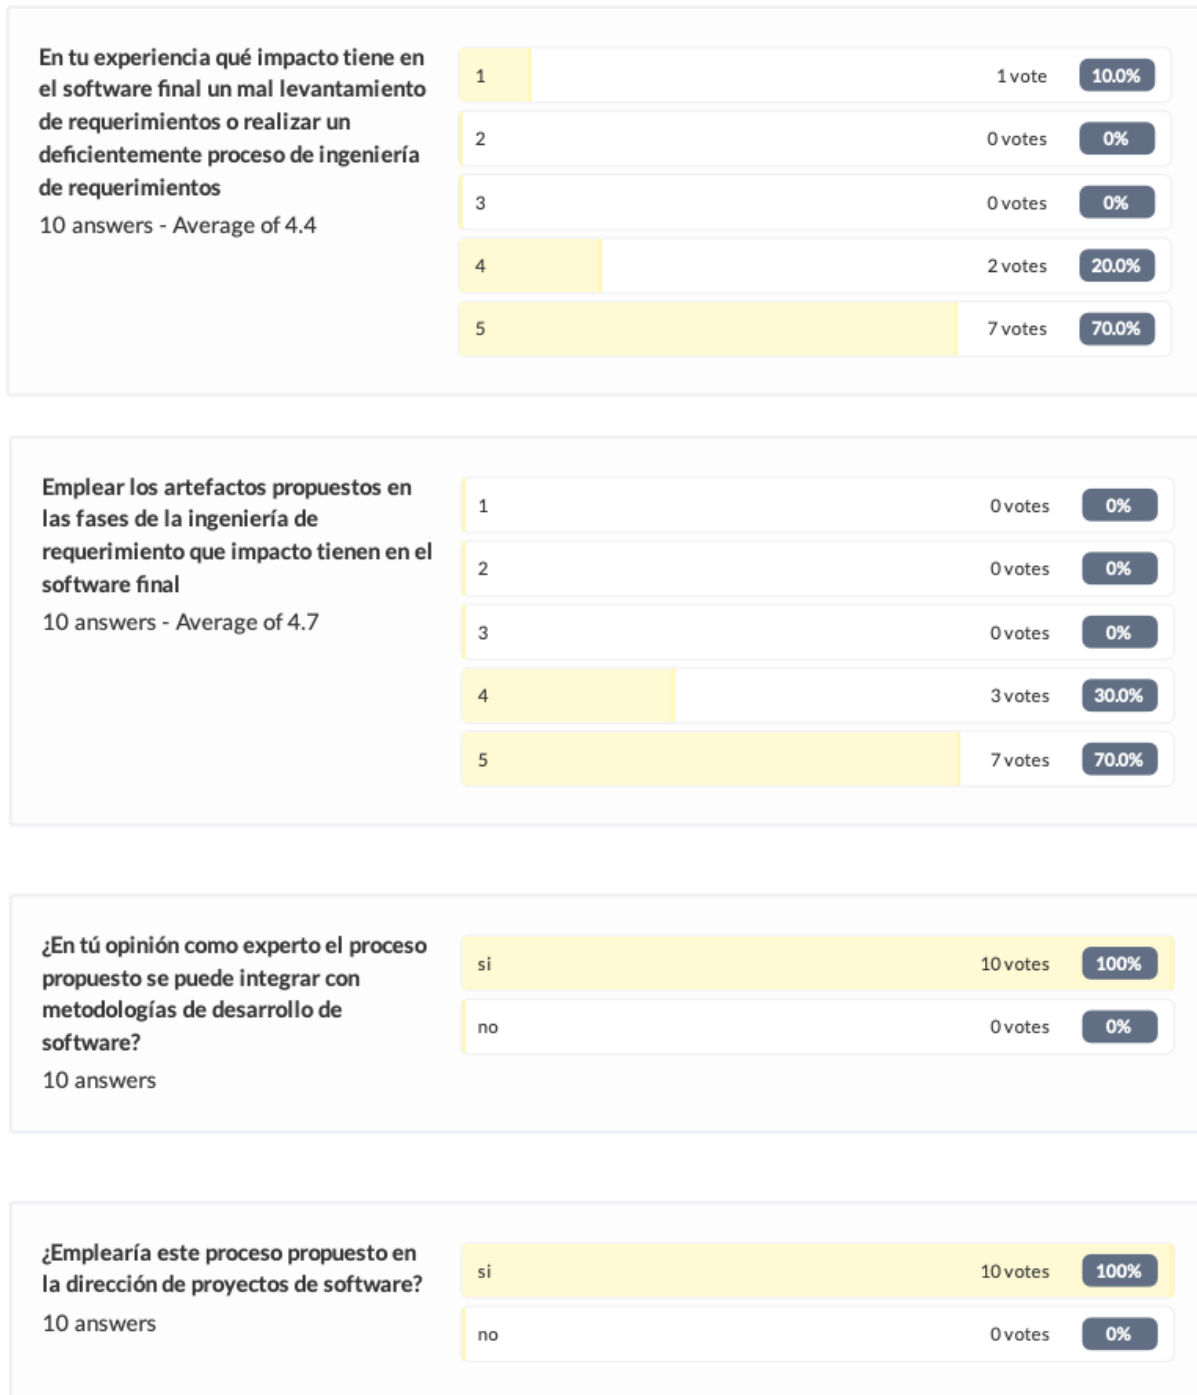 En tu experiencia qué impacto tiene en
el software final un mal levantamiento
de requerimientos o realizar un
deficientemente proceso de ingeniería
de requerimientos
10 answers - Average of 4.4
1 1 vote 10.0%
2 0 votes 0%
3 0 votes 0%
4 2 votes 20.0%
5 7 votes 70.0%
Emplear los artefactos propuestos en
las fases de la ingeniería de
requerimiento que impacto tienen en el
software final
10 answers - Average of 4.7
1 0 votes 0%
2 0 votes 0%
3 0 votes 0%
4 3 votes 30.0%
5 7 votes 70.0%
¿En tú opinión como experto el proceso
propuesto se puede integrar con
metodologías de desarrollo de
software?
10 answers
si 10 votes 100%
no 0 votes 0%
¿Emplearía este proceso propuesto en
la dirección de proyectos de software?
10 answers
si 10 votes 100%
no 0 votes 0%